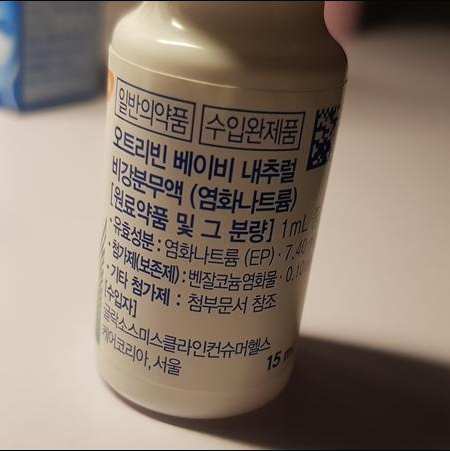 일반의약품 수입완제품
오트리빈 베이비 내추럴
비강분무액 (염화나트륨)
[원료약품 및 그 분량] 1mL
· 유효성분 : 염화나트륨 (EP) · 7.40
· 첨가제(보존제) : 벤잘코늄염화물 · 0.10
· 기타 첨가제 : 첨부문서 참조
[수입자]
글락소스미스클라인컨슈머헬스
케어코리아, 서울
15